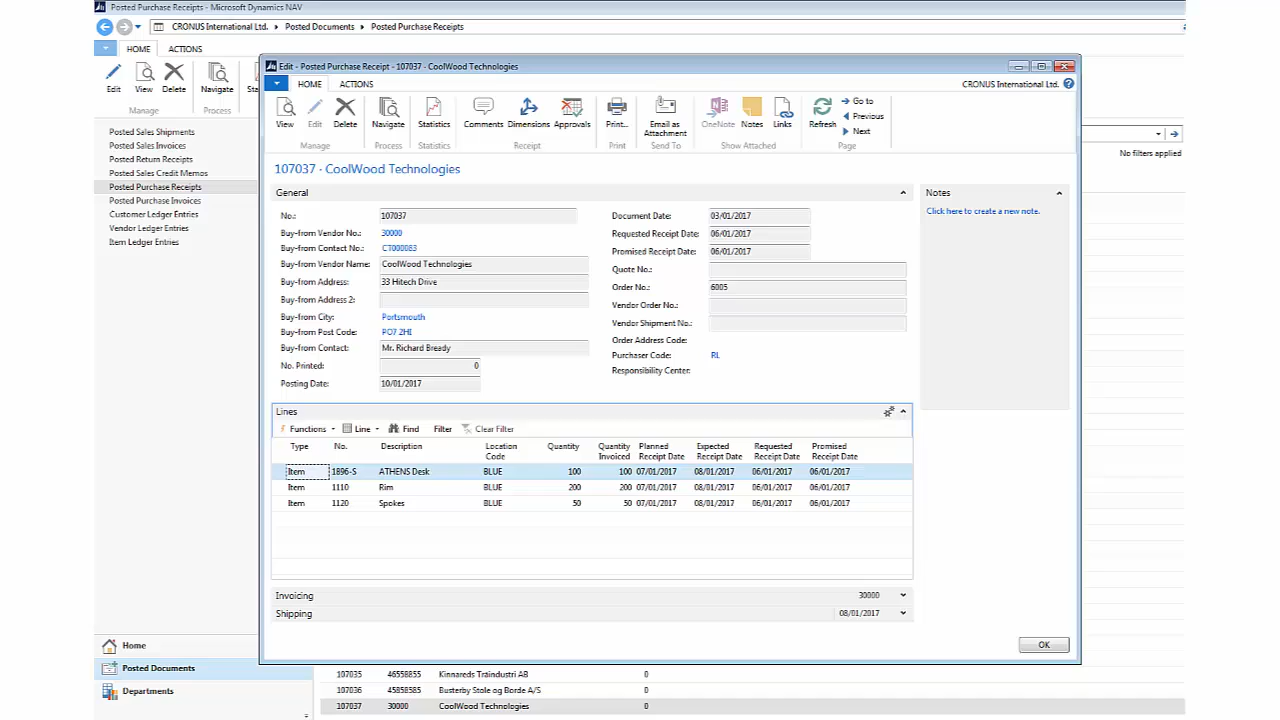 Posted Purchase Receipts - Microsoft Dynamics NAV
CRONUS International Ltd. Posted Documents Posted Purchase Receipts
HOME ACTIONS
Edit View Delete Navigate
Manage Process
Posted Sales Shipments
Posted Sales Invoices
Posted Return Receipts
Posted Sales Credit Memos
Posted Purchase Receipts
Posted Purchase Invoices
Customer Ledger Entries
Vendor Ledger Entries
Item Ledger Entries
Home
Posted Documents
Departments
No filters applied
Edit - Posted Purchase Receipt - 107037 · CoolWood Technologies
HOME ACTIONS CRONUS International Ltd.
View Edit Delete Navigate Statistics Comments Dimensions Approvals Print... Email as Attachment OneNote Notes Links Refresh Go to Previous Next
Manage Process Statistics Receipt Print Send To Show Attached Page
107037 · CoolWood Technologies
General
No.: 107037
Buy-from Vendor No.: 30000
Buy-from Contact No.: CT000083
Buy-from Vendor Name: CoolWood Technologies
Buy-from Address: 33 Hitech Drive
Buy-from Address 2:
Buy-from City: Portsmouth
Buy-from Post Code: PO7 2HI
Buy-from Contact: Mr. Richard Bready
No. Printed: 0
Posting Date: 10/01/2017
Document Date: 03/01/2017
Requested Receipt Date: 06/01/2017
Promised Receipt Date: 06/01/2017
Quote No.:
Order No.: 6005
Vendor Order No.:
Vendor Shipment No.:
Order Address Code:
Purchaser Code: RL
Responsibility Center:
Notes
Click here to create a new note.
Lines
Functions Line Find Filter Clear Filter
Type No. Description Location Code Quantity Quantity Invoiced Planned Receipt Date Expected Receipt Date Requested Receipt Date Promised Receipt Date
Item 1896-S ATHENS Desk BLUE 100 100 07/01/2017 08/01/2017 06/01/2017 06/01/2017
Item 1110 Rim BLUE 200 200 07/01/2017 08/01/2017 06/01/2017 06/01/2017
Item 1120 Spokes BLUE 50 50 07/01/2017 08/01/2017 06/01/2017 06/01/2017
Invoicing 30000
Shipping 08/01/2017
OK
107035 46558855 Kinnareds Träindustri AB 0
107036 45858585 Busterby Stole og Borde A/S 0
107037 30000 CoolWood Technologies 0